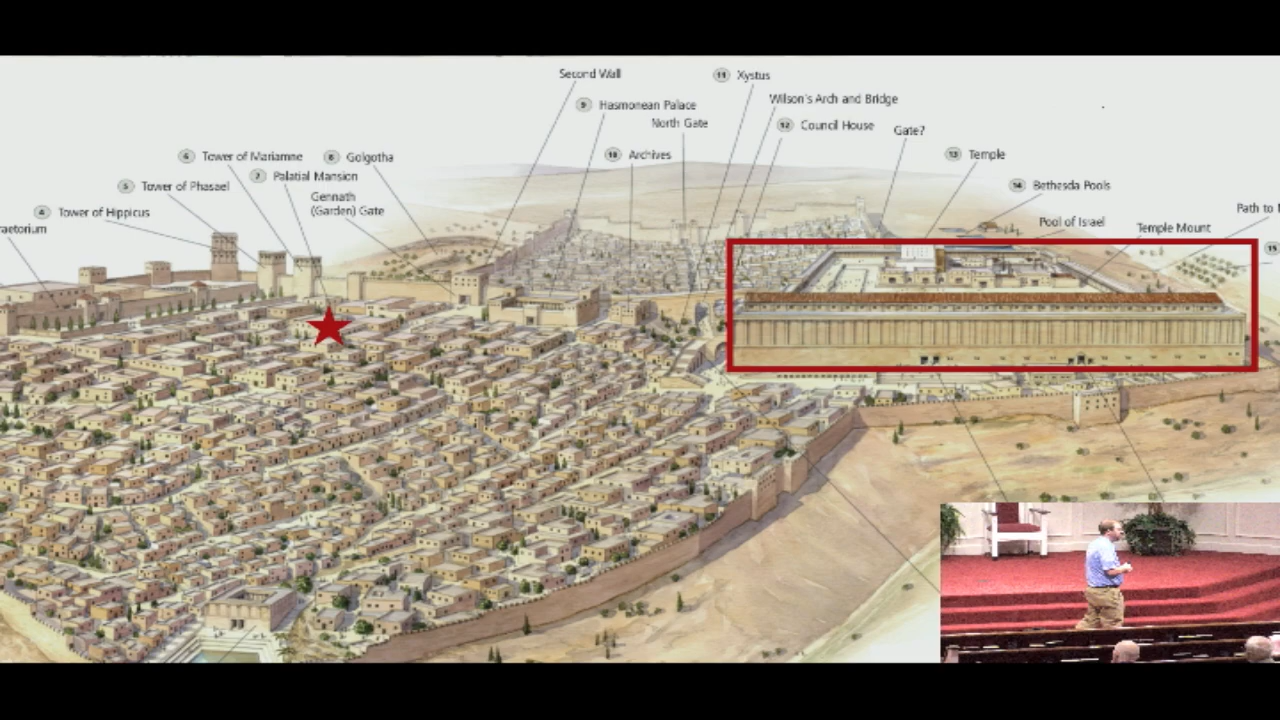 Second Wall
11 Xystus
9 Hasmonean Palace
Wilson's Arch and Bridge
North Gate
12 Council House
Gate?
6 Tower of Mariamne
8 Golgotha
10 Archives
13 Temple
5 Tower of Phasael
7 Palatial Mansion
14 Bethesda Pools
Gennath
(Garden) Gate
4 Tower of Hippicus
Path to
Pool of Israel
raetorium
Temple Mount
15